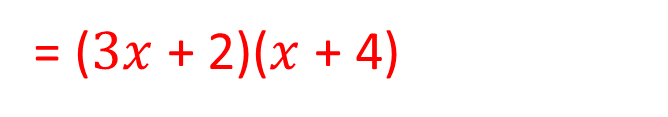 = (3x + 2)(x + 4)